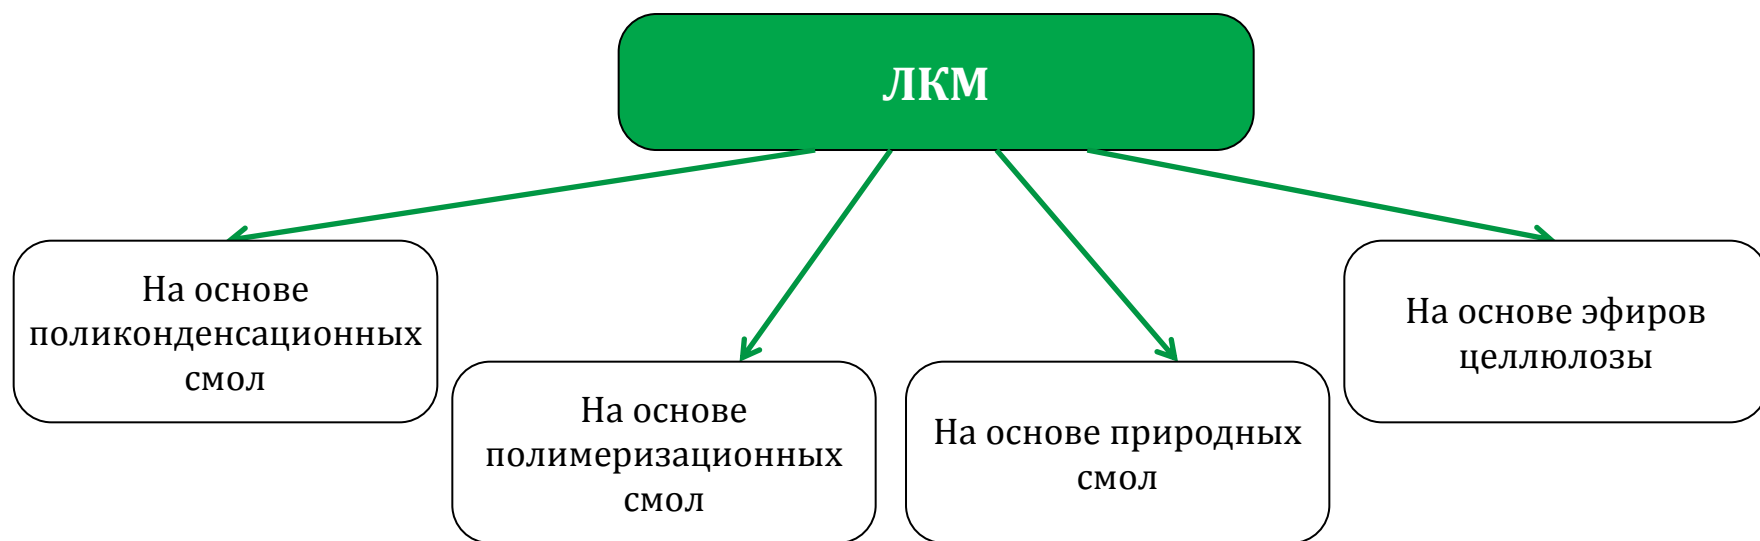 ЛКМ
На основе
поликонденсационных
смол
На основе
полимеризационных
смол
На основе природных
смол
На основе эфиров
целлюлозы